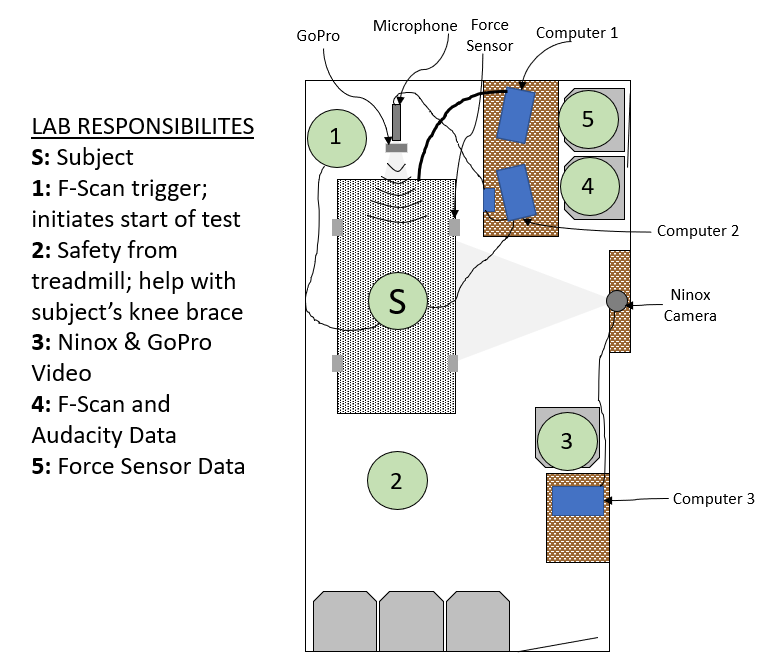 GoPro
Microphone
Force
Sensor
Computer 1
LAB RESPONSIBILITES
S: Subject
1: F-Scan trigger;
initiates start of test
2: Safety from
treadmill; help with
subject's knee brace
3: Ninox & GoPro
Video
4: F-Scan and
Audacity Data
5: Force Sensor Data
1
5
4
Computer 2
S
Ninox
Camera
3
2
Computer 3